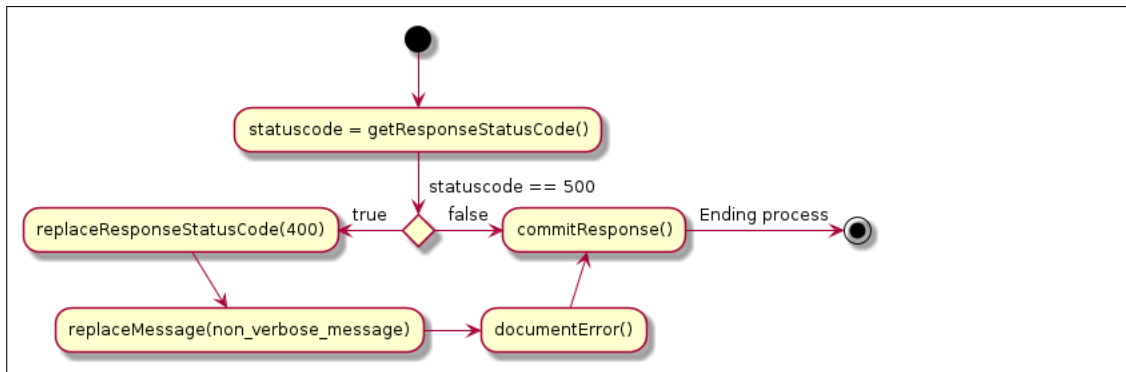 statuscode = getResponseStatusCode()
statuscode == 500
true
false
Ending process
replaceResponseStatusCode(400)
commitResponse()
replaceMessage(non_verbose_message)
documentError()